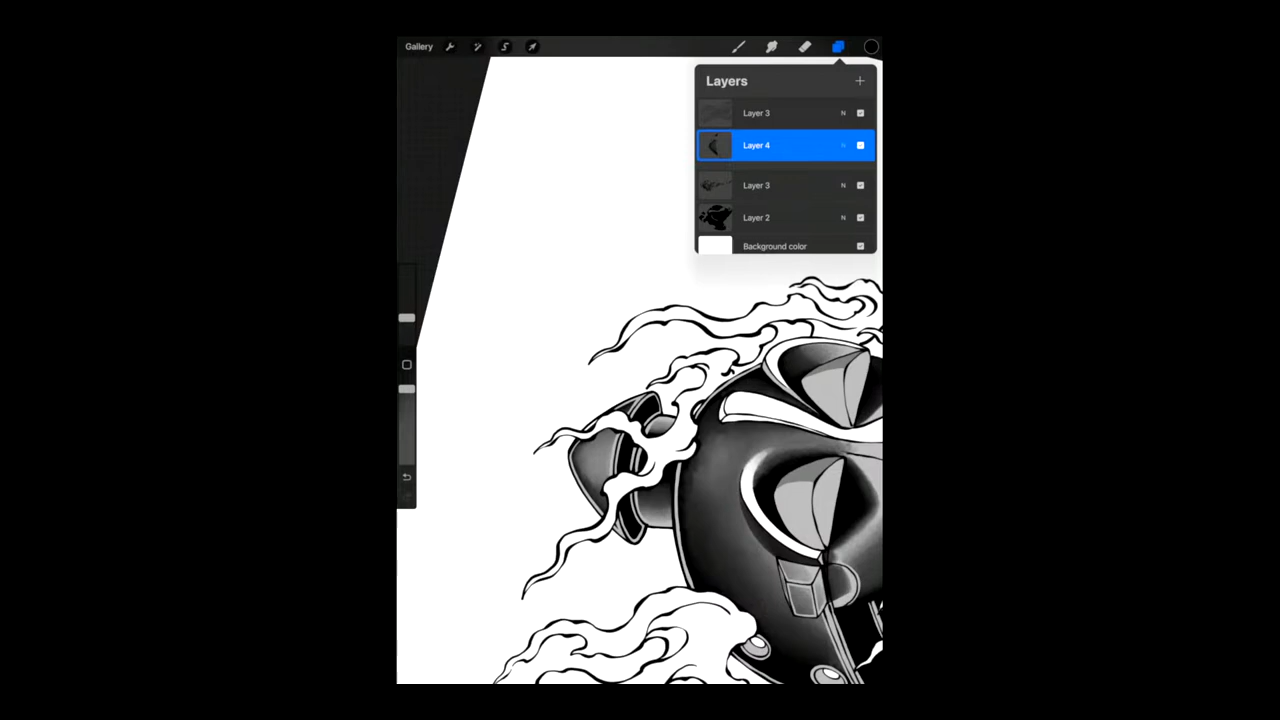 Gallery
Layers
Layer 3 N
Layer 4 N
Layer 3 N
Layer 2 N
Background color